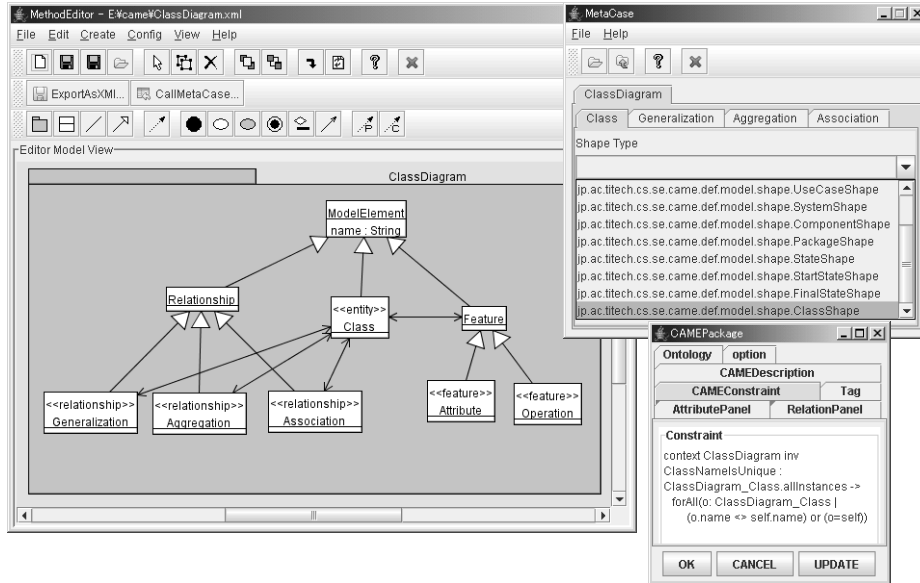 MethodEditor - E:¥came¥ClassDiagram.xml
File Edit Create Config View Help
ExportAsXMI... CallMetaCase...
P C
Editor Model View
ClassDiagram
ModelElement
name : String
Relationship
<<entity>>
Class
Feature
<<relationship>>
Generalization
<<relationship>>
Aggregation
<<relationship>>
Association
<<feature>>
Attribute
<<feature>>
Operation
MetaCase
File Help
ClassDiagram
Class Generalization Aggregation Association
Shape Type
jp.ac.titech.cs.se.came.def.model.shape.UseCaseShape
jp.ac.titech.cs.se.came.def.model.shape.SystemShape
jp.ac.titech.cs.se.came.def.model.shape.ComponentShape
jp.ac.titech.cs.se.came.def.model.shape.PackageShape
jp.ac.titech.cs.se.came.def.model.shape.StateShape
jp.ac.titech.cs.se.came.def.model.shape.StartStateShape
jp.ac.titech.cs.se.came.def.model.shape.FinalStateShape
jp.ac.titech.cs.se.came.def.model.shape.ClassShape
CAMEPackage
Ontology option
CAMEDescription
CAMEConstraint Tag
AttributePanel RelationPanel
Constraint
context ClassDiagram inv
ClassNameIsUnique :
ClassDiagram_Class.allInstances ->
forAll(o: ClassDiagram_Class |
(o.name <> self.name) or (o=self))
OK CANCEL UPDATE